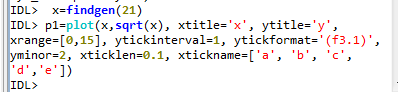 IDL> x=findgen(21)
IDL> p1=plot(x,sqrt(x), xtitle='x', ytitle='y',
xrange=[0,15], ytickinterval=1, ytickformat='(f3.1)',
yminor=2, xticklen=0.1, xtickname=['a', 'b', 'c',
'd','e'])
IDL>